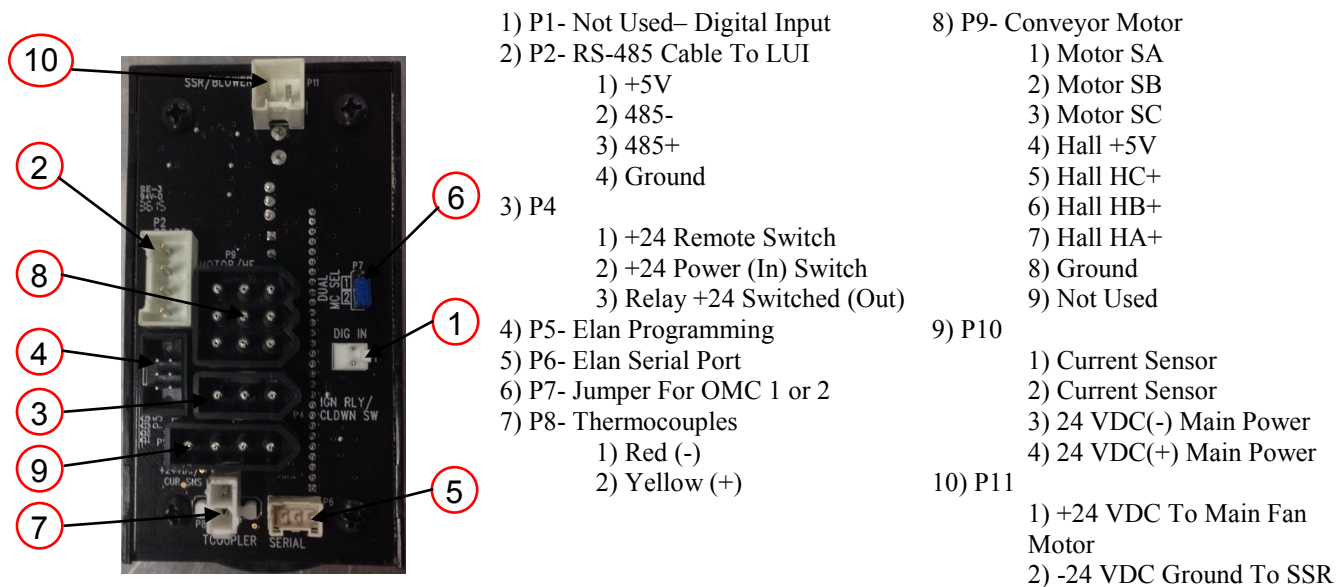 10
2
8
4
3
9
7
6
1
5
SSR/BLOWER
P11
P2
P9
MOTOR/HE
DUAL
MC SEL
1
2
P7
DIG IN
IGN RLY/
CLDWN SW
P4
P5
+24VDC/
CUR SNS
P8
TCOUPLER
SERIAL
P6
1) P1- Not Used– Digital Input
2) P2- RS-485 Cable To LUI
1) +5V
2) 485-
3) 485+
4) Ground
3) P4
1) +24 Remote Switch
2) +24 Power (In) Switch
3) Relay +24 Switched (Out)
4) P5- Elan Programming
5) P6- Elan Serial Port
6) P7- Jumper For OMC 1 or 2
7) P8- Thermocouples
1) Red (-)
2) Yellow (+)
8) P9- Conveyor Motor
1) Motor SA
2) Motor SB
3) Motor SC
4) Hall +5V
5) Hall HC+
6) Hall HB+
7) Hall HA+
8) Ground
9) Not Used
9) P10
1) Current Sensor
2) Current Sensor
3) 24 VDC(-) Main Power
4) 24 VDC(+) Main Power
10) P11
1) +24 VDC To Main Fan
Motor
2) -24 VDC Ground To SSR